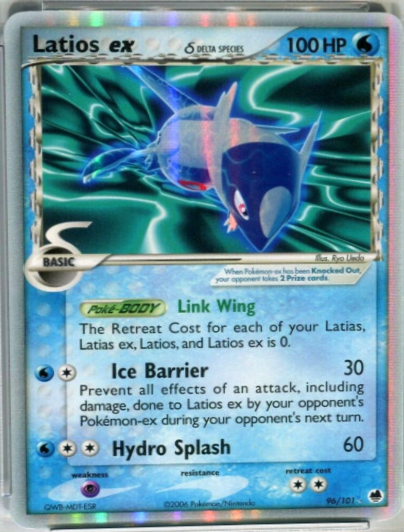 Latios ex δ DELTA SPECIES 100 HP
δ
BASIC
Illus. Ryo Ueda
When Pokémon-ex has been Knocked Out,
your opponent takes 2 Prize cards.
Poké-BODY Link Wing
The Retreat Cost for each of your Latias,
Latias ex, Latios, and Latios ex is 0.
Ice Barrier 30
Prevent all effects of an attack, including
damage, done to Latios ex by your opponent's
Pokémon-ex during your opponent's next turn.
Hydro Splash 60
weakness resistance retreat cost
©2006 Pokémon/Nintendo 96/101